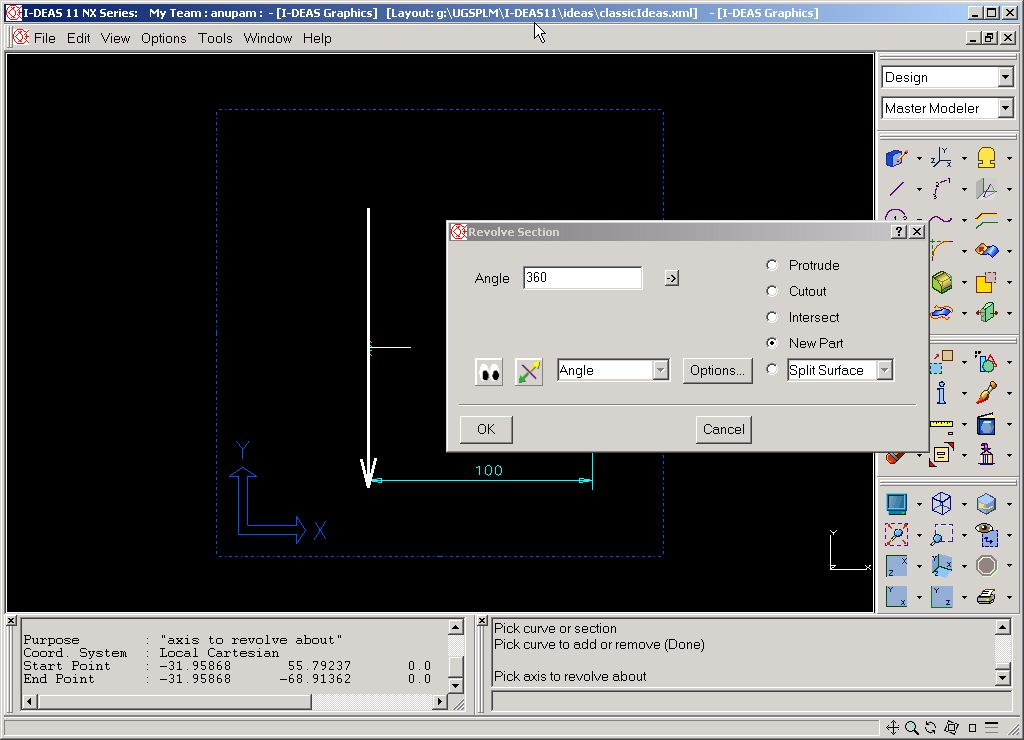 I-DEAS 11 NX Series:   My Team : anupam :  - [I-DEAS Graphics]  [Layout: g:\UGSPLM\I-DEAS11\ideas\classicIdeas.xml]   - [I-DEAS Graphics]
File Edit View Options Tools Window Help
Design
Master Modeler
Revolve Section
Angle 360
Protrude
Cutout
Intersect
New Part
Angle Options... Split Surface
OK Cancel
100
Y
X
Y
X
Purpose : "axis to revolve about"
Coord. System : Local Cartesian
Start Point : -31.95868 55.79237 0.0
End Point : -31.95868 -68.91362 0.0
Pick curve or section
Pick curve to add or remove (Done)
Pick axis to revolve about